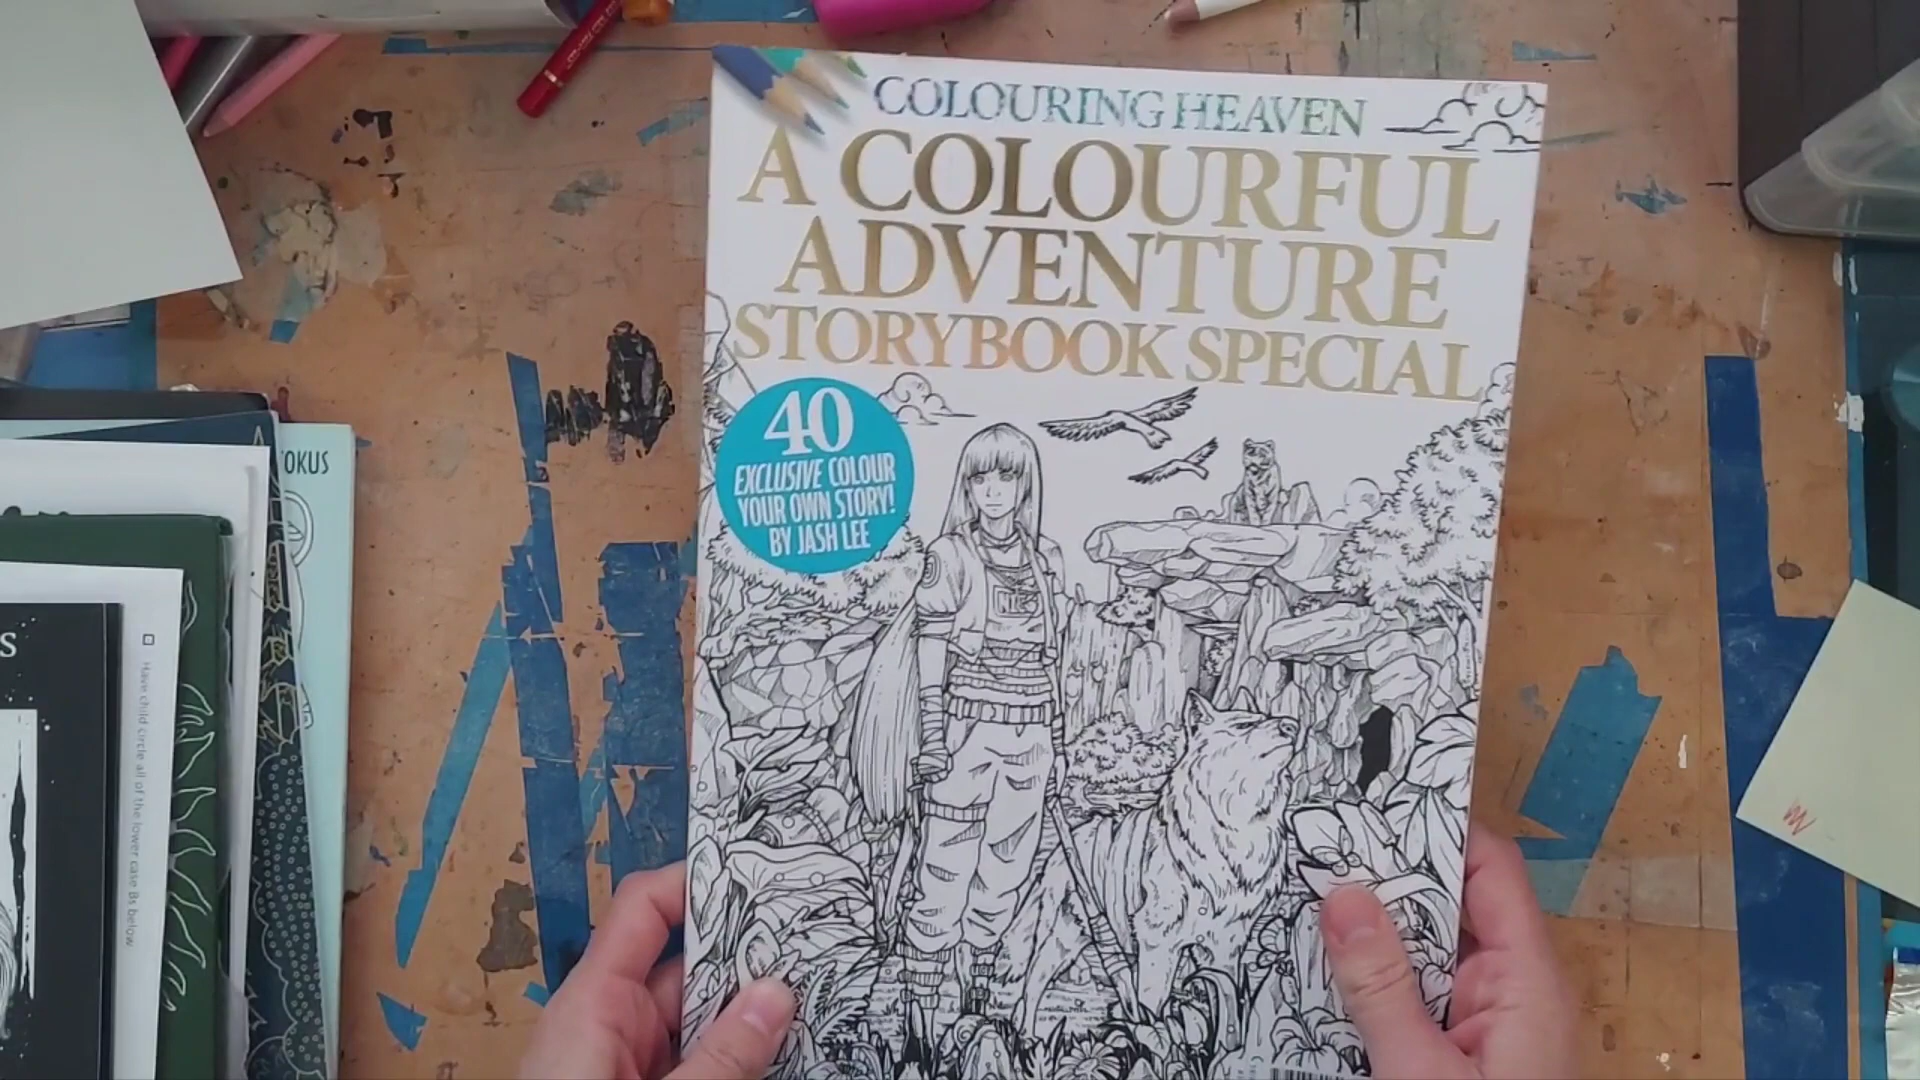 COLOURING HEAVEN
A COLOURFUL
ADVENTURE
STORYBOOK SPECIAL
40
EXCLUSIVE COLOUR
YOUR OWN STORY!
BY JASH LEE
OKUS
S
Have child circle all of the lower case Bs below